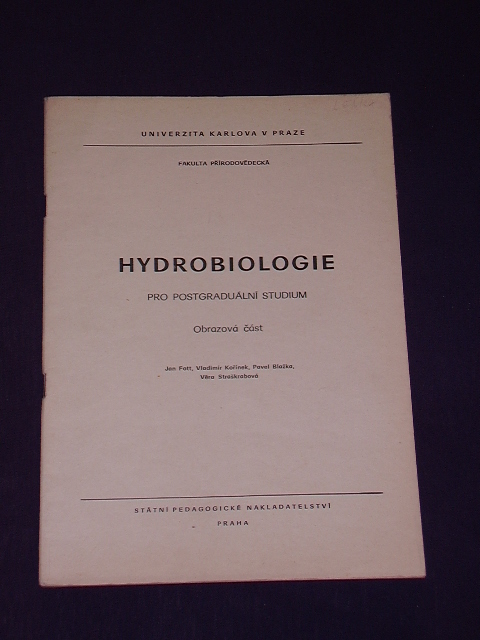 UNIVERZITA KARLOVA V PRAZE
FAKULTA PŘÍRODOVĚDECKÁ
HYDROBIOLOGIE
PRO POSTGRADUÁLNÍ STUDIUM
Obrazová část
Jan Fott, Vladimír Kořínek, Pavel Blažka,
Věra Straškrabová
STÁTNÍ PEDAGOGICKÉ NAKLADATELSTVÍ
PRAHA